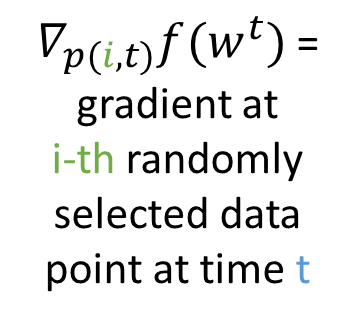 ∇p(i,t)f(wᵗ) =
gradient at
i-th randomly
selected data
point at time t